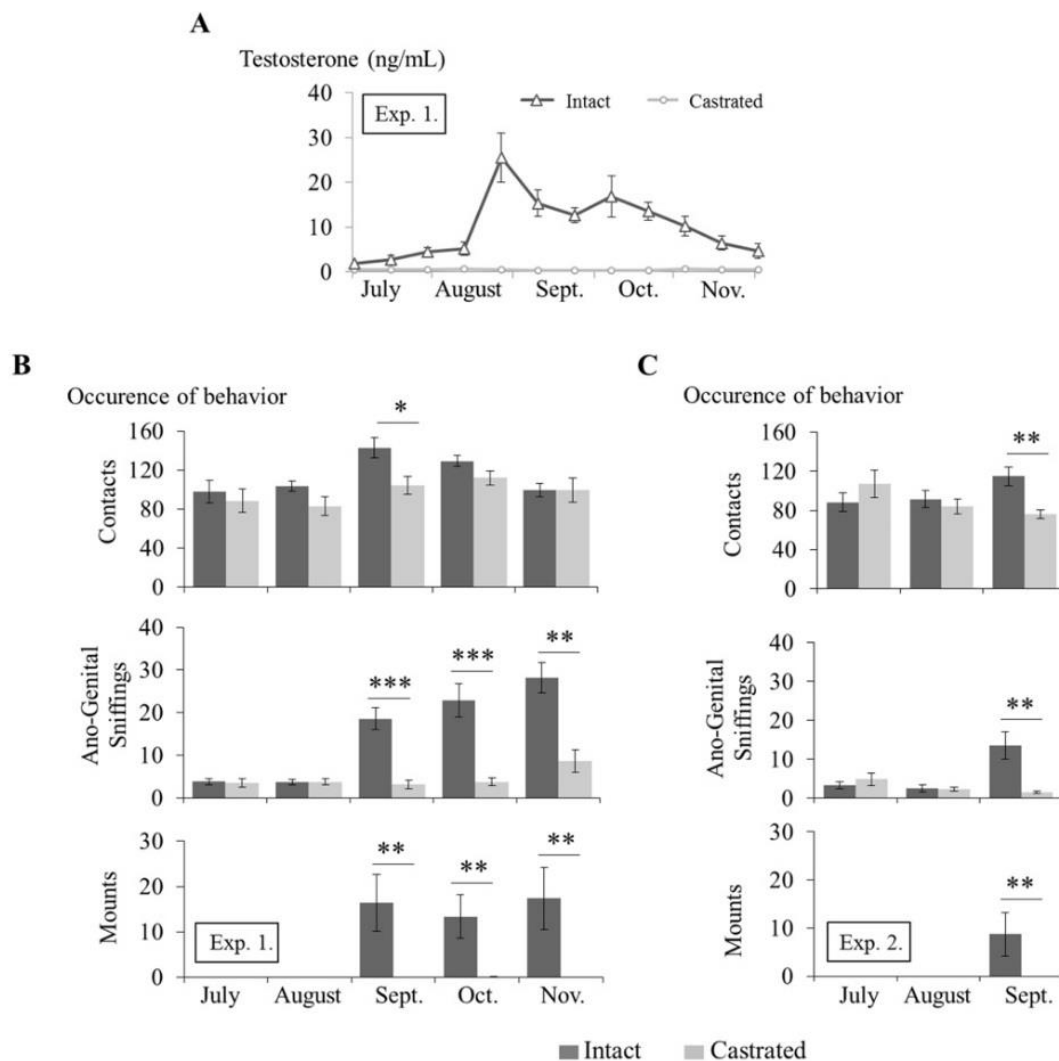 A
Testosterone (ng/mL)
40
30
20
10
0
Exp. 1.
Intact
Castrated
July August Sept. Oct. Nov.
B
Occurence of behavior
Contacts
160
120
80
40
0
*
Ano-Genital
Sniffings
40
30
20
10
0
*** *** **
Mounts
30
20
10
0
** ** **
Exp. 1.
July August Sept. Oct. Nov.
C
Occurence of behavior
Contacts
160
120
80
40
0
**
Ano-Genital
Sniffings
40
30
20
10
0
**
Mounts
30
20
10
0
**
Exp. 2.
July August Sept.
Intact Castrated